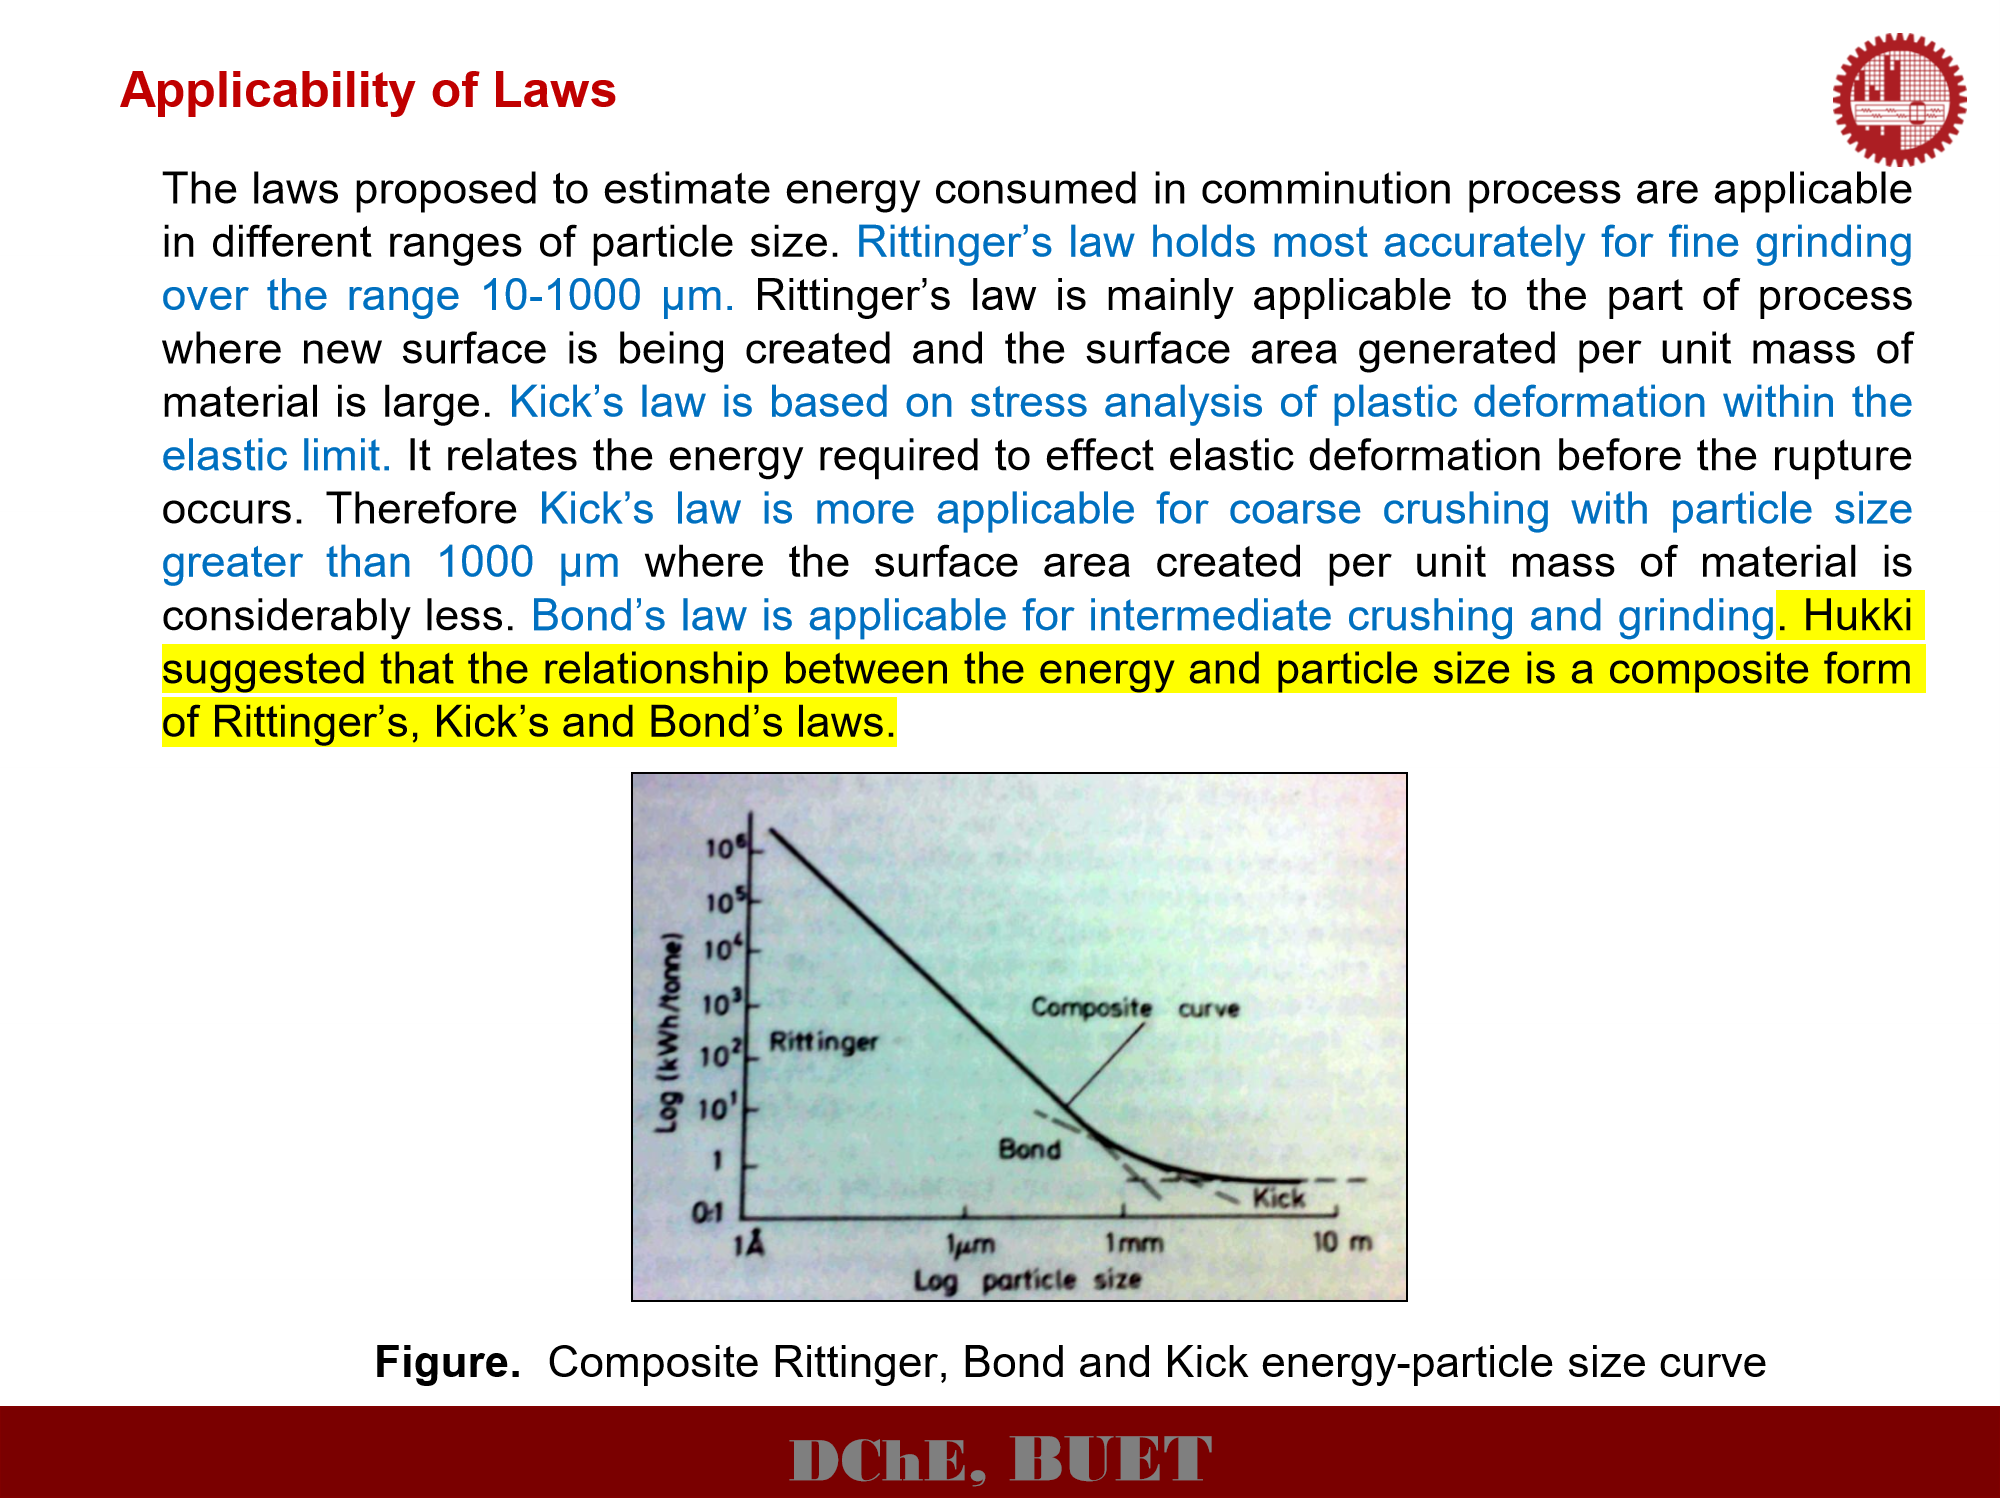 Applicability of Laws
The laws proposed to estimate energy consumed in comminution process are applicable
in different ranges of particle size. Rittinger’s law holds most accurately for fine grinding
over the range 10-1000 µm. Rittinger’s law is mainly applicable to the part of process
where new surface is being created and the surface area generated per unit mass of
material is large. Kick’s law is based on stress analysis of plastic deformation within the
elastic limit. It relates the energy required to effect elastic deformation before the rupture
occurs. Therefore Kick’s law is more applicable for coarse crushing with particle size
greater than 1000 µm where the surface area created per unit mass of material is
considerably less. Bond’s law is applicable for intermediate crushing and grinding. Hukki
suggested that the relationship between the energy and particle size is a composite form
of Rittinger’s, Kick’s and Bond’s laws.
Log (kWh/tonne)
10⁶
10⁵
10⁴
10³
10²
10¹
1
0·1
Composite curve
Rittinger
Bond
Kick
1Å
1µm
1mm
10 m
Log particle size
Figure. Composite Rittinger, Bond and Kick energy-particle size curve
DChE, BUET